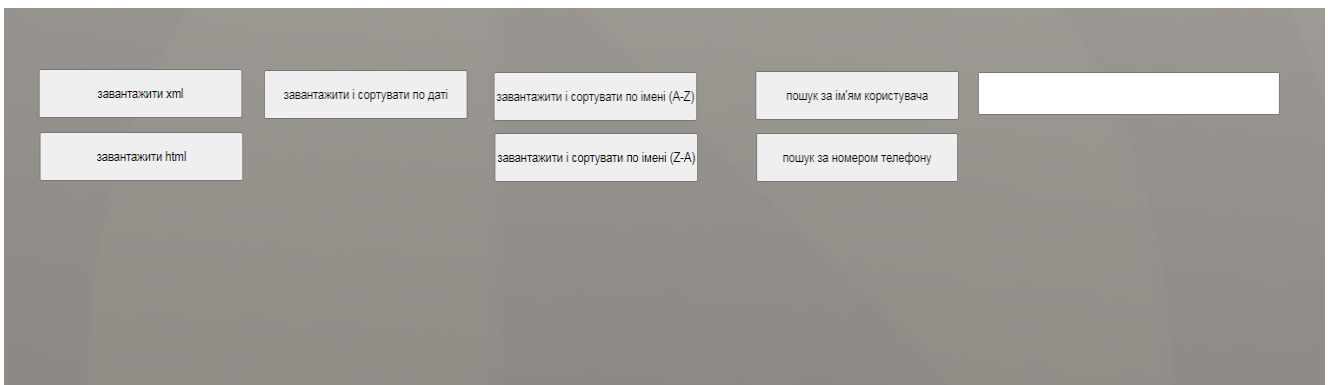 завантажити xml
завантажити і сортувати по даті
завантажити і сортувати по імені (A-Z)
пошук за ім'ям користувача
завантажити html
завантажити і сортувати по імені (Z-A)
пошук за номером телефону